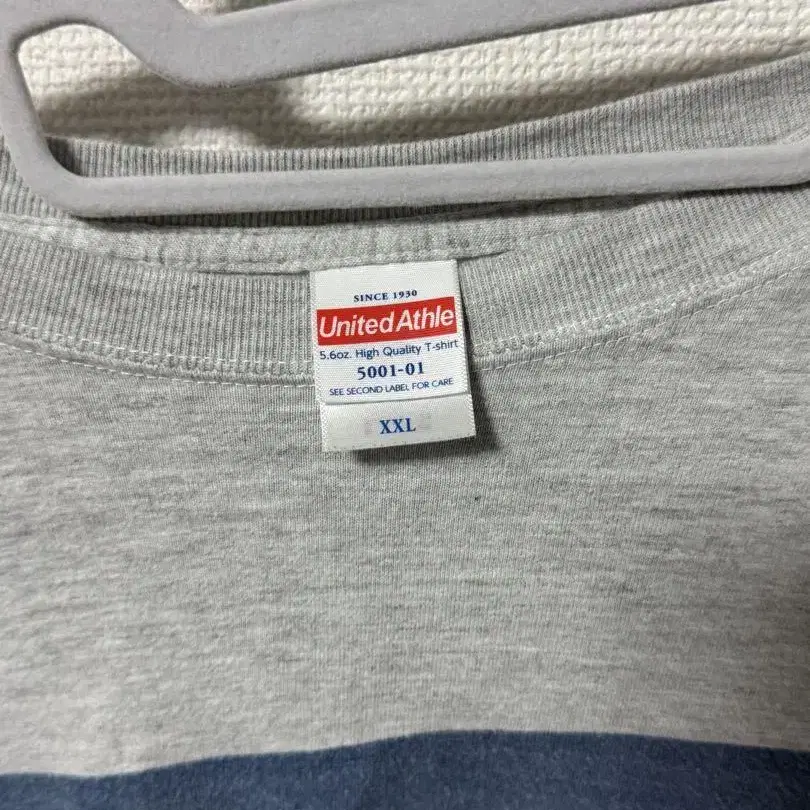 SINCE 1930
United Athle
5.6oz. High Quality T-shirt
5001-01
SEE SECOND LABEL FOR CARE
XXL